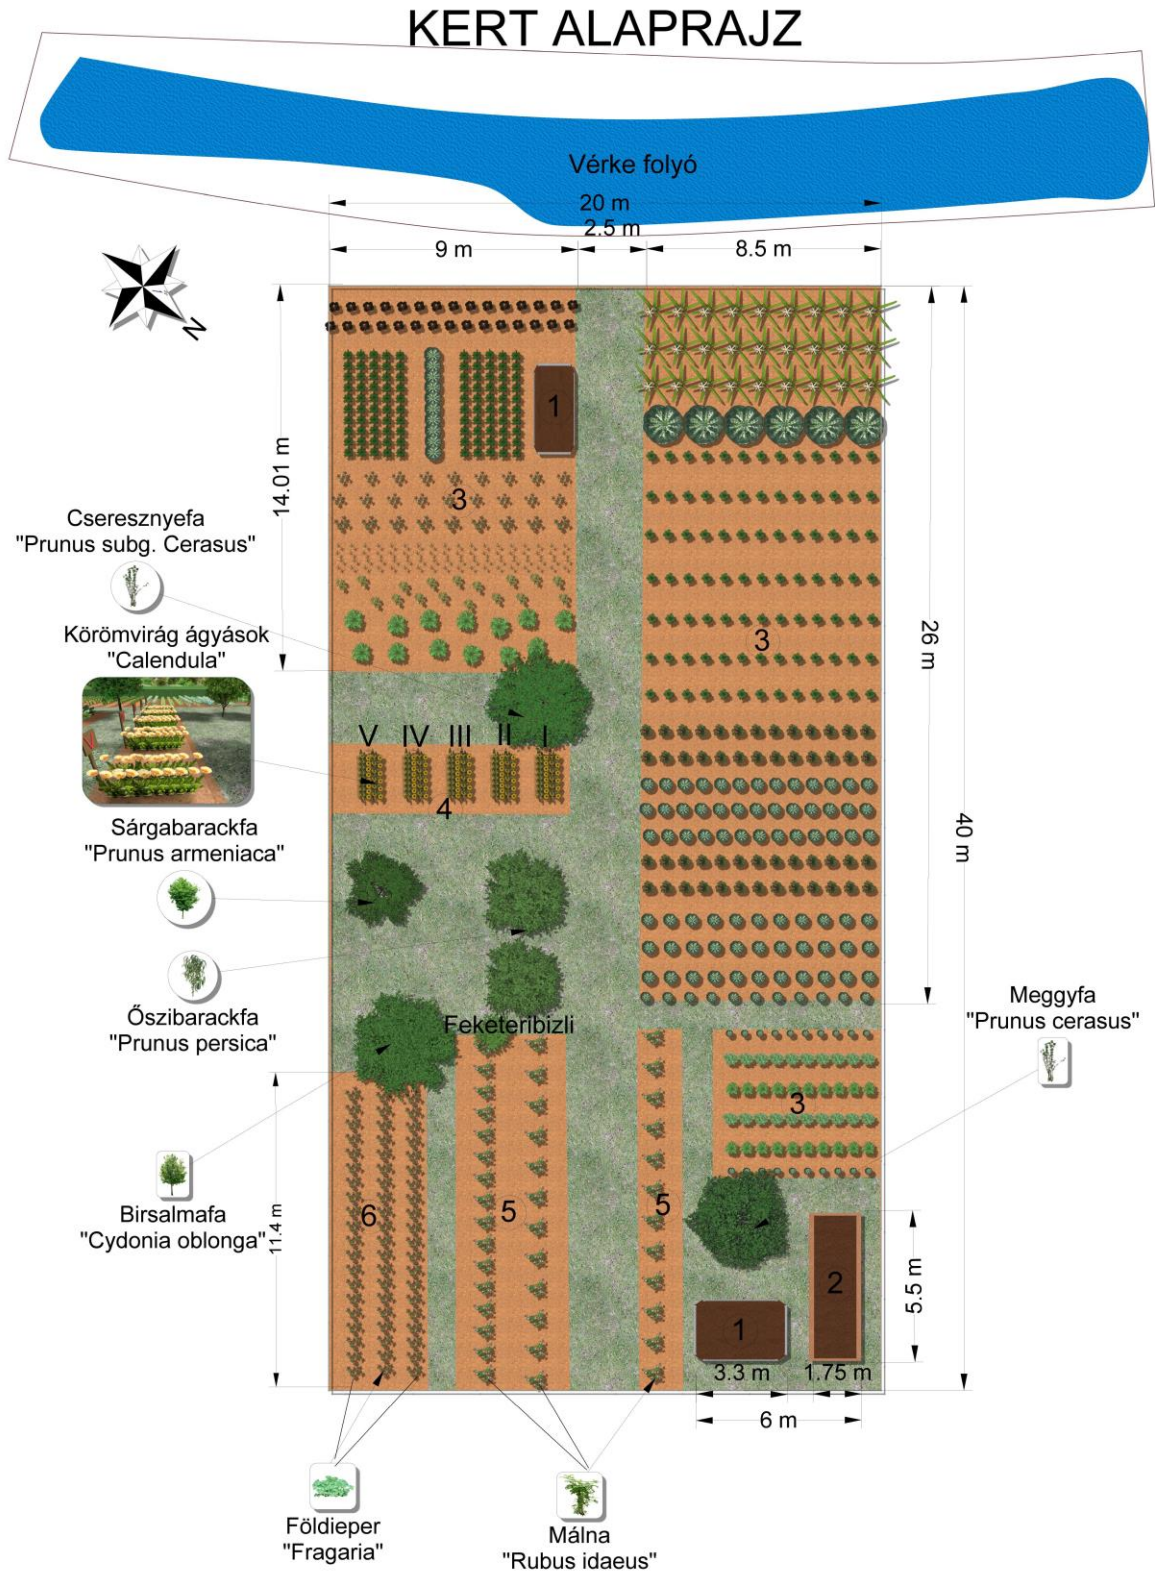 KERT ALAPRAJZ
Vérke folyó
20 m
2.5 m
9 m
8.5 m
N
1
14.01 m
3
Cseresznyefa
"Prunus subg. Cerasus"
Körömvirág ágyások
"Calendula"
3
26 m
40 m
V IV III II I
4
Sárgabarackfa
"Prunus armeniaca"
Őszibarackfa
"Prunus persica"
Feketeribizli
Meggyfa
"Prunus cerasus"
3
Birsalmafa
"Cydonia oblonga"
11.4 m
6
5
5
2
5.5 m
1
3.3 m
1.75 m
6 m
Földieper
"Fragaria"
Málna
"Rubus idaeus"